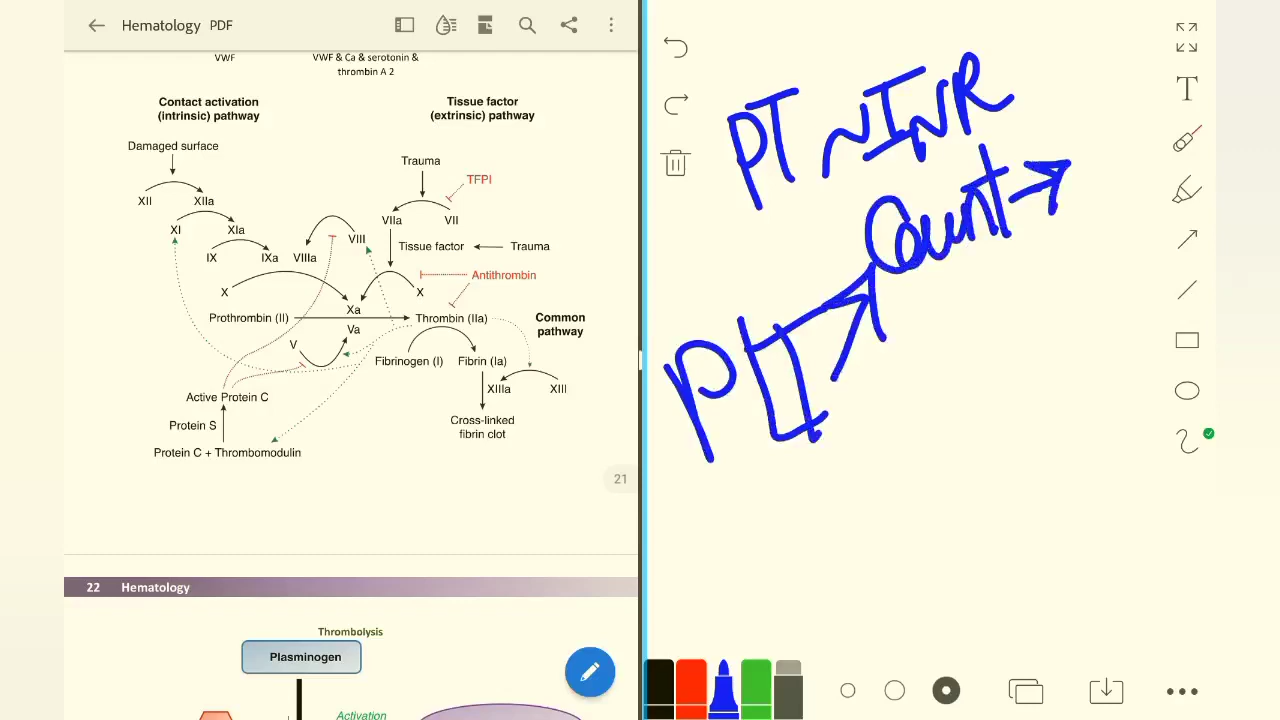 Hematology PDF
VWF
VWF & Ca & serotonin &
thrombin A 2
Contact activation
(intrinsic) pathway
Tissue factor
(extrinsic) pathway
Damaged surface
Trauma
TFPI
XII
XIIa
VIIa
VII
XI
XIa
VIII
Tissue factor
Trauma
IX
IXa
VIIIa
Antithrombin
X
X
Xa
Prothrombin (II)
Thrombin (IIa)
Common
pathway
Va
V
Fibrinogen (I)
Fibrin (Ia)
XIIIa
XIII
Active Protein C
Cross-linked
fibrin clot
Protein S
Protein C + Thrombomodulin
21
22 Hematology
Thrombolysis
Plasminogen
Activation
PT ~ INR
Count
T